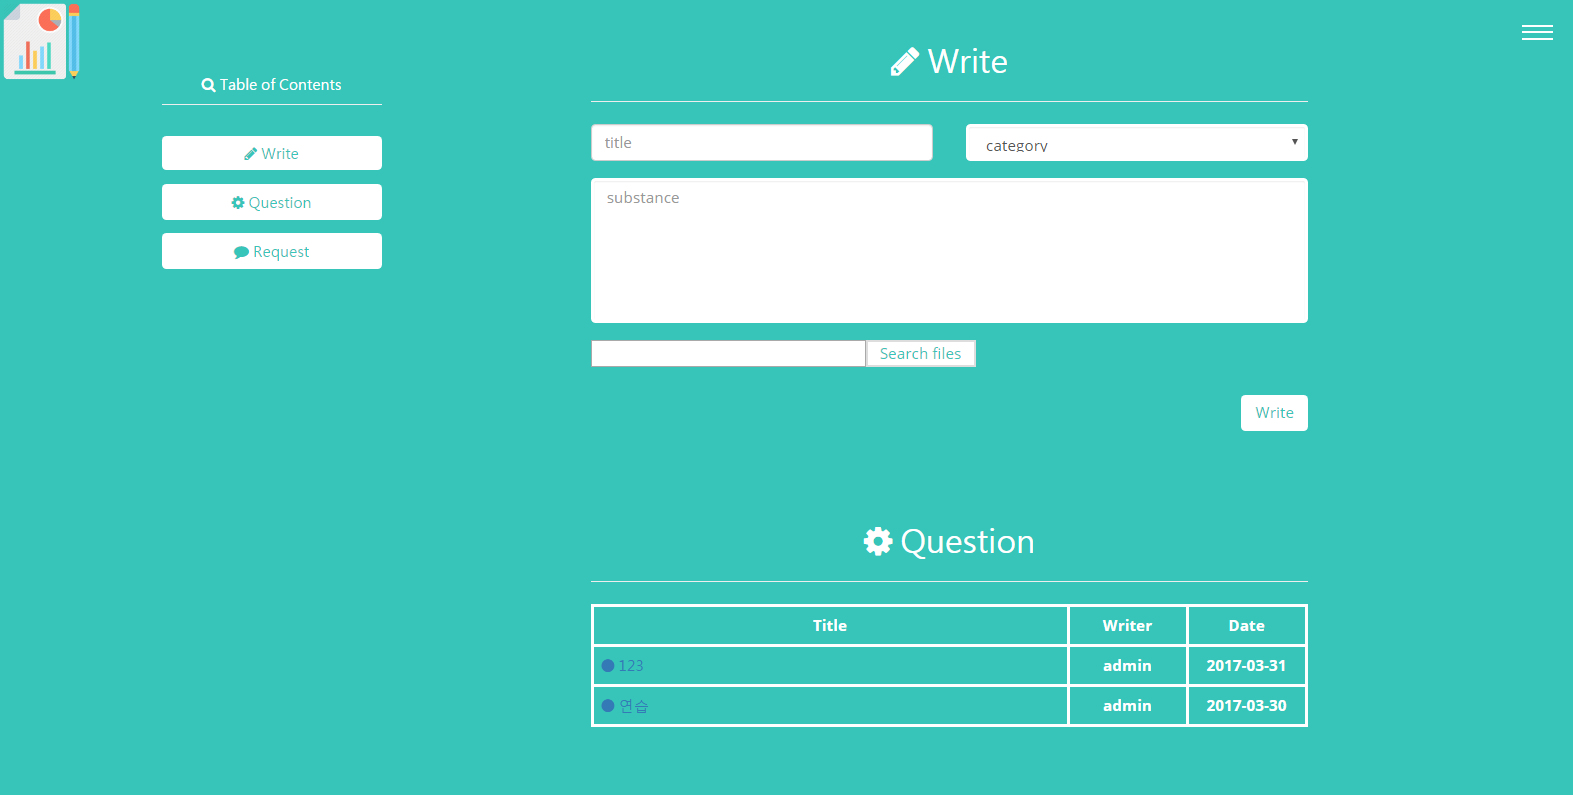 Table of Contents
Write
Question
Request
Write
title
category
substance
Search files
Write
Question
Title Writer Date
123 admin 2017-03-31
연습 admin 2017-03-30